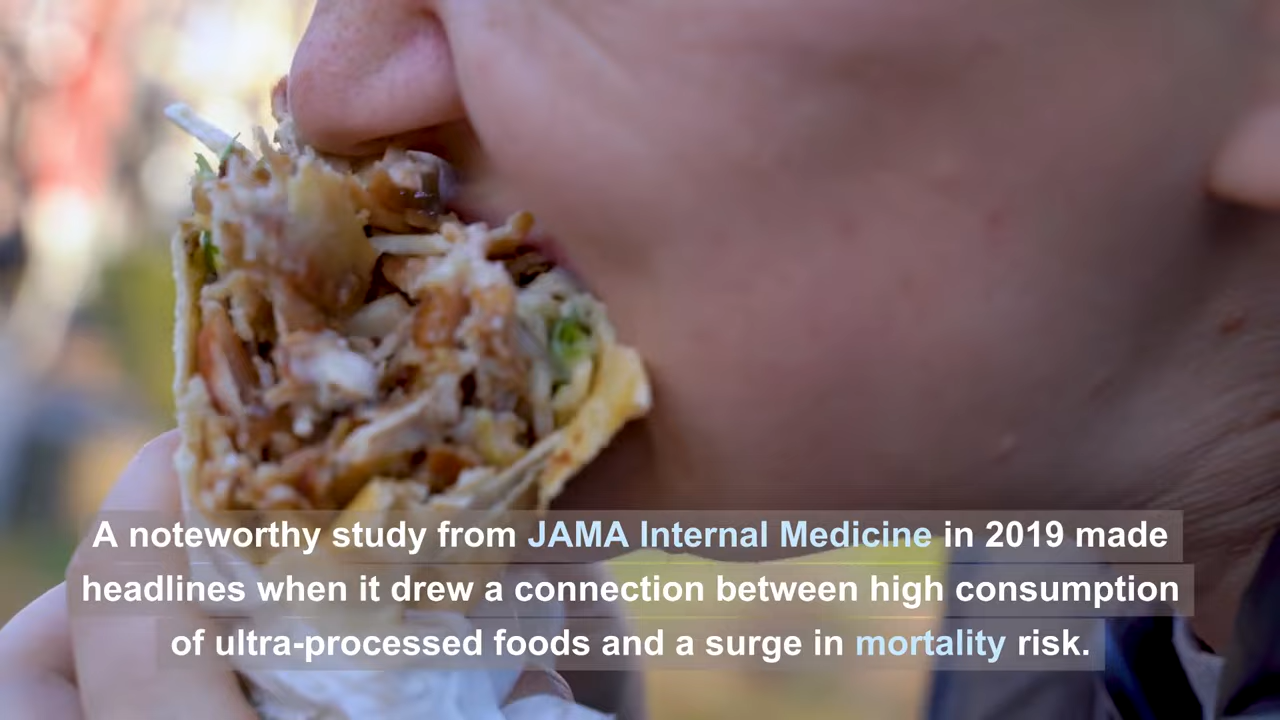 A noteworthy study from JAMA Internal Medicine in 2019 made
headlines when it drew a connection between high consumption
of ultra-processed foods and a surge in mortality risk.